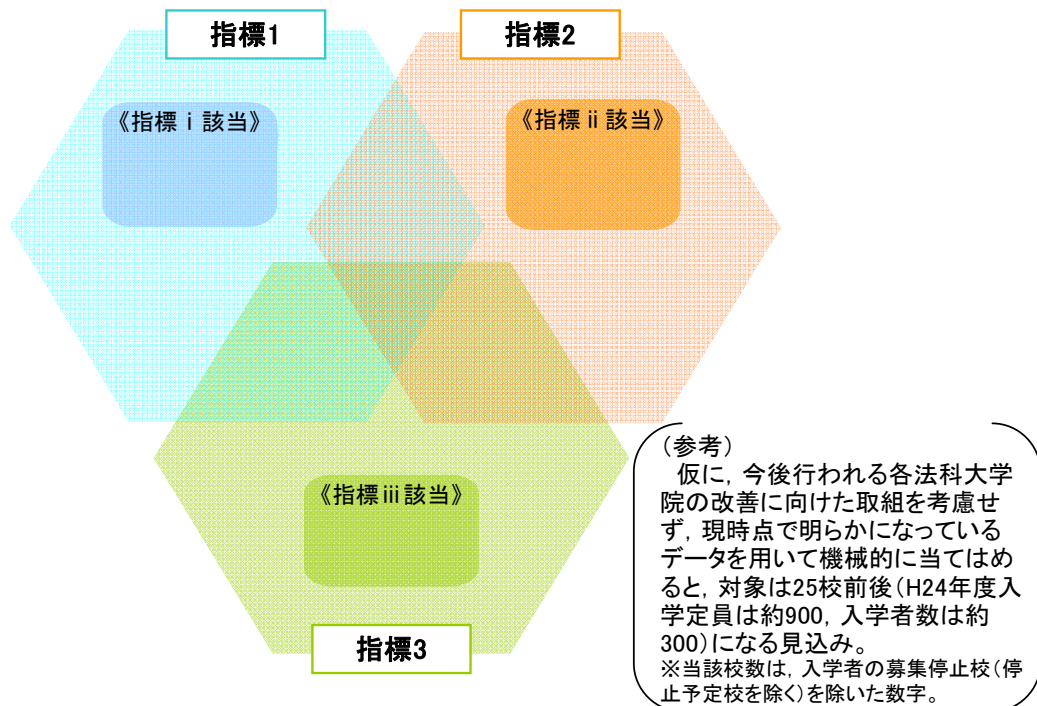 指標1
指標2
《指標ⅰ該当》
《指標ⅱ該当》
《指標ⅲ該当》
指標3
(参考)
仮に，今後行われる各法科大学
院の改善に向けた取組を考慮せ
ず，現時点で明らかになっている
データを用いて機械的に当てはめ
ると，対象は25校前後(H24年度入
学定員は約900，入学者数は約
300)になる見込み。
※当該校数は，入学者の募集停止校(停
止予定校を除く)を除いた数字。